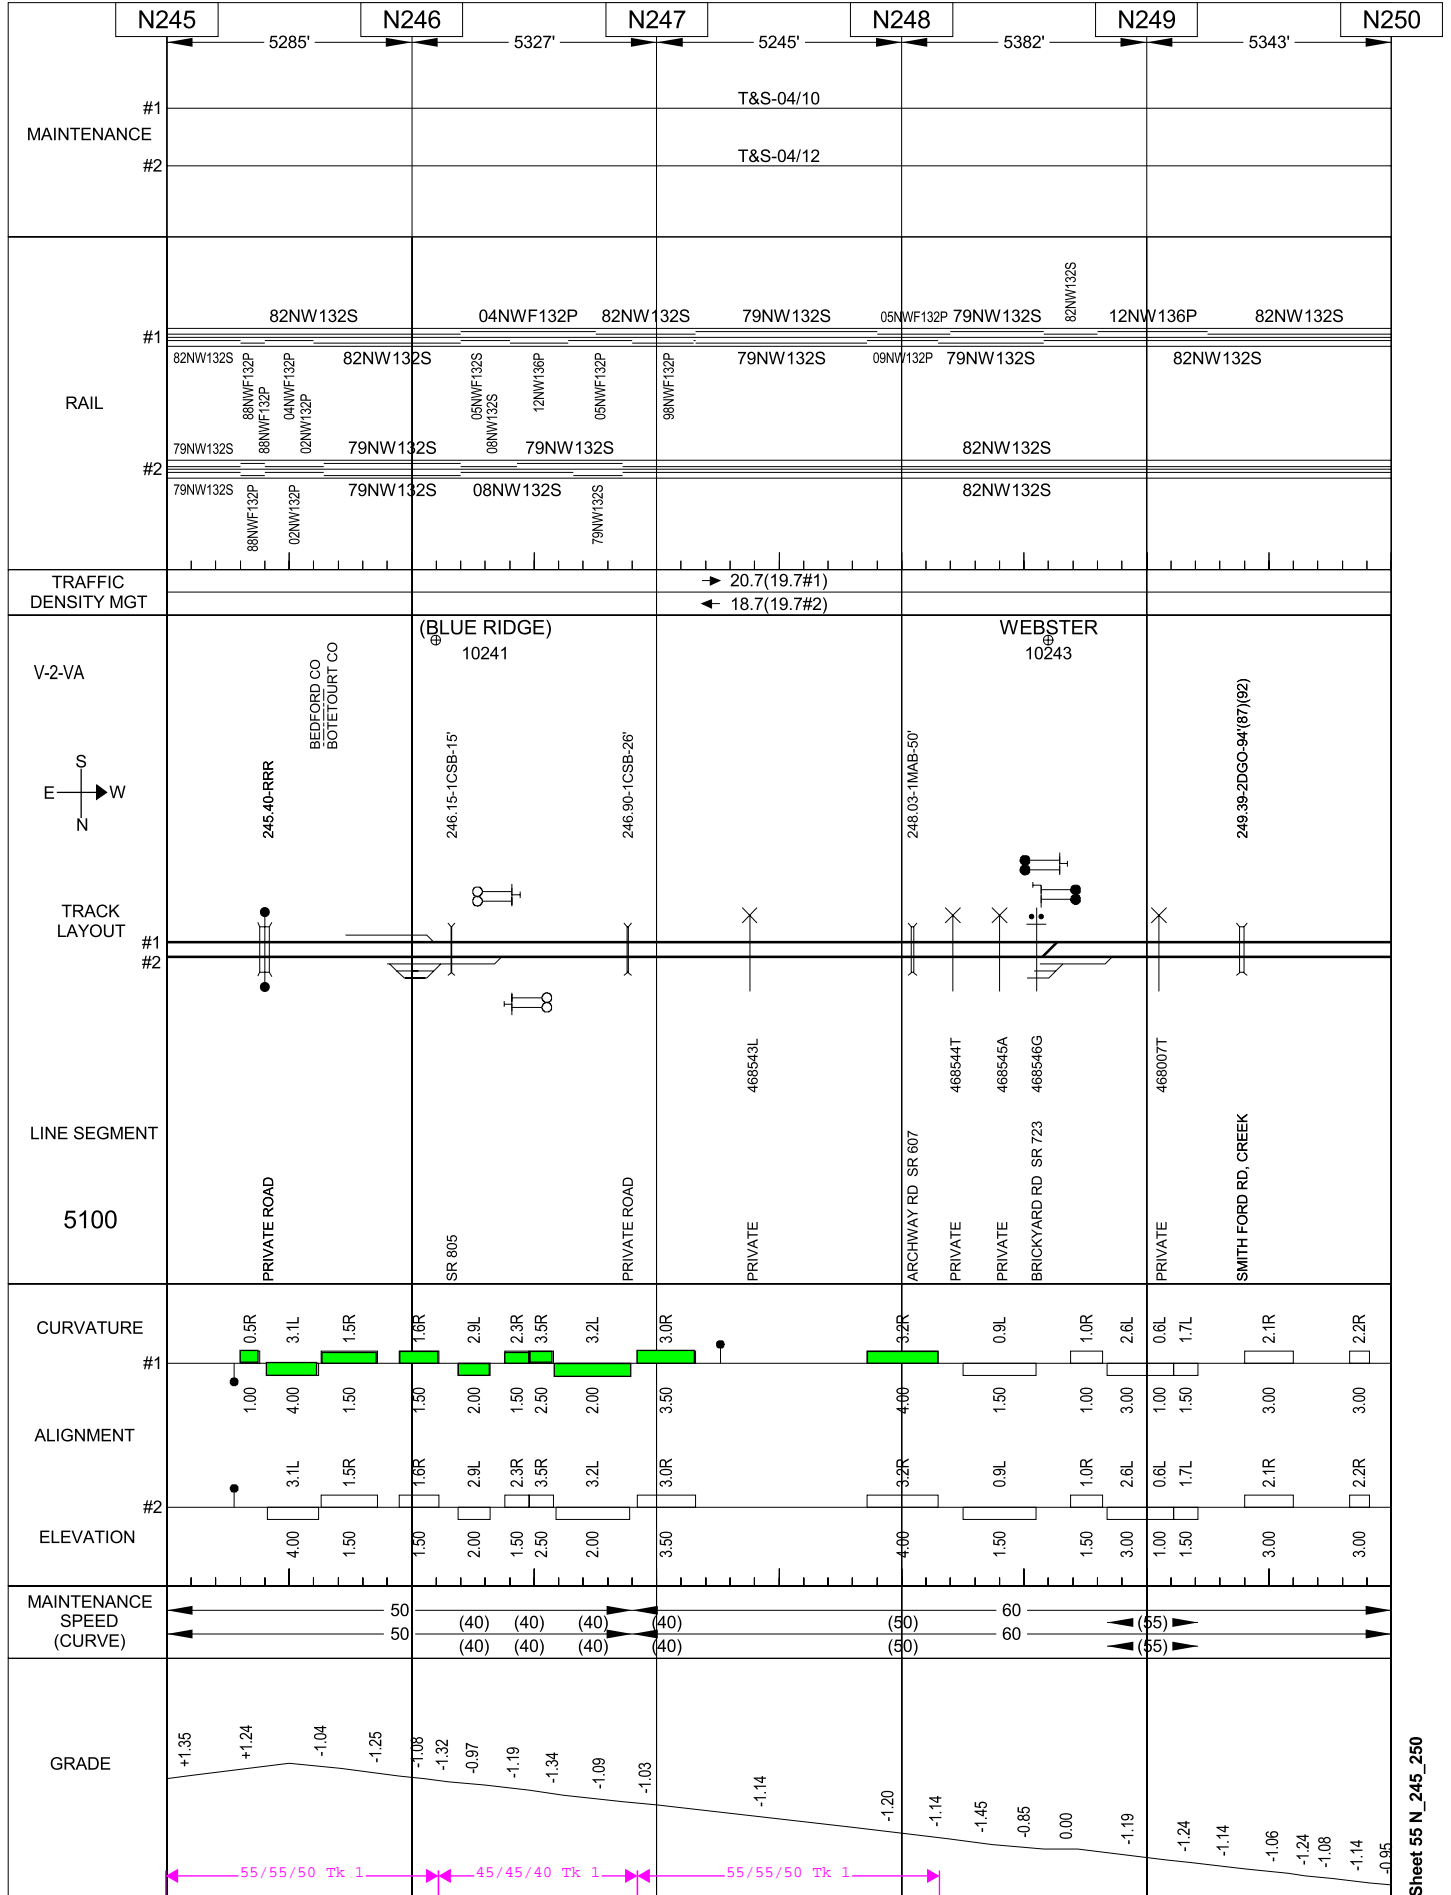 N245 N246 N247 N248 N249 N250
5285' 5327' 5245' 5382' 5343'
MAINTENANCE
#1 T&S-04/10
#2 T&S-04/12
RAIL
82NW132S
82NW132S 04NWF132P 82NW132S 79NW132S 05NWF132P 79NW132S 12NW136P 82NW132S
#1
82NW132S 88NWF132P 88NWF132P 04NWF132P 02NW132P 82NW132S 05NWF132S 08NW132S 12NW136P 05NWF132P 98NWF132P 79NW132S 09NW132P 79NW132S 82NW132S
79NW132S 79NW132S 79NW132S 82NW132S
#2
79NW132S 88NWF132P 02NW132P 79NW132S 08NW132S 79NW132S 82NW132S
TRAFFIC
DENSITY MGT
20.7(19.7#1)
18.7(19.7#2)
(BLUE RIDGE)
10241
WEBSTER
10243
V-2-VA
BEDFORD CO
BOTETOURT CO
S
E W
N
245.40-RRR
246.15-1CSB-15'
246.90-1CSB-26'
248.03-1MAB-50'
249.39-2DGO-94'(87)(92)
TRACK
LAYOUT
#1
#2
468543L
468544T
468545A
468546G
468007T
LINE SEGMENT
5100
PRIVATE ROAD
SR 805
PRIVATE ROAD
PRIVATE
ARCHWAY RD SR 607
PRIVATE
PRIVATE
BRICKYARD RD SR 723
PRIVATE
SMITH FORD RD, CREEK
CURVATURE
0.5R 3.1L 1.5R 1.6R 2.9L 2.3R 3.5R 3.2L 3.0R 3.2R 0.9L 1.0R 2.6L 0.6L 1.7L 2.1R 2.2R
#1
1.00 4.00 1.50 1.50 2.00 1.50 2.50 2.00 3.50 4.00 1.50 1.00 3.00 1.00 1.50 3.00 3.00
ALIGNMENT
3.1L 1.5R 1.6R 2.9L 2.3R 3.5R 3.2L 3.0R 3.2R 0.9L 1.0R 2.6L 0.6L 1.7L 2.1R 2.2R
#2
ELEVATION
4.00 1.50 1.50 2.00 1.50 2.50 2.00 3.50 4.00 1.50 1.50 3.00 1.00 1.50 3.00 3.00
MAINTENANCE
SPEED
(CURVE)
50 60
(40) (40) (40) (40) (50) (55)
50 60
(40) (40) (40) (40) (50) (55)
GRADE
+1.35 +1.24 -1.04 -1.25 -1.08 -1.32 -0.97 -1.19 -1.34 -1.09 -1.03 -1.14 -1.20 -1.14 -1.45 -0.85 0.00 -1.19 -1.24 -1.14 -1.06 -1.24 -1.08 -1.14 -0.95
55/55/50 Tk 1 45/45/40 Tk 1 55/55/50 Tk 1
Sheet 55 N_245_250